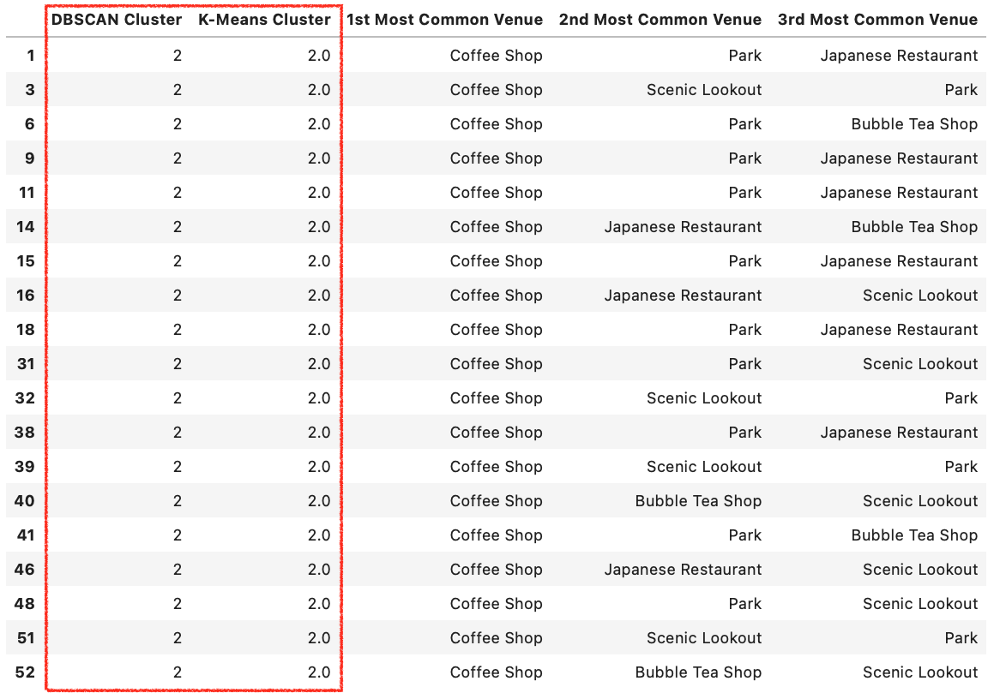 DBSCAN Cluster K-Means Cluster 1st Most Common Venue 2nd Most Common Venue 3rd Most Common Venue
1 2 2.0 Coffee Shop Park Japanese Restaurant
3 2 2.0 Coffee Shop Scenic Lookout Park
6 2 2.0 Coffee Shop Park Bubble Tea Shop
9 2 2.0 Coffee Shop Park Japanese Restaurant
11 2 2.0 Coffee Shop Park Japanese Restaurant
14 2 2.0 Coffee Shop Japanese Restaurant Bubble Tea Shop
15 2 2.0 Coffee Shop Park Japanese Restaurant
16 2 2.0 Coffee Shop Japanese Restaurant Scenic Lookout
18 2 2.0 Coffee Shop Park Japanese Restaurant
31 2 2.0 Coffee Shop Park Scenic Lookout
32 2 2.0 Coffee Shop Scenic Lookout Park
38 2 2.0 Coffee Shop Park Japanese Restaurant
39 2 2.0 Coffee Shop Scenic Lookout Park
40 2 2.0 Coffee Shop Bubble Tea Shop Scenic Lookout
41 2 2.0 Coffee Shop Park Bubble Tea Shop
46 2 2.0 Coffee Shop Japanese Restaurant Scenic Lookout
48 2 2.0 Coffee Shop Park Scenic Lookout
51 2 2.0 Coffee Shop Scenic Lookout Park
52 2 2.0 Coffee Shop Bubble Tea Shop Scenic Lookout